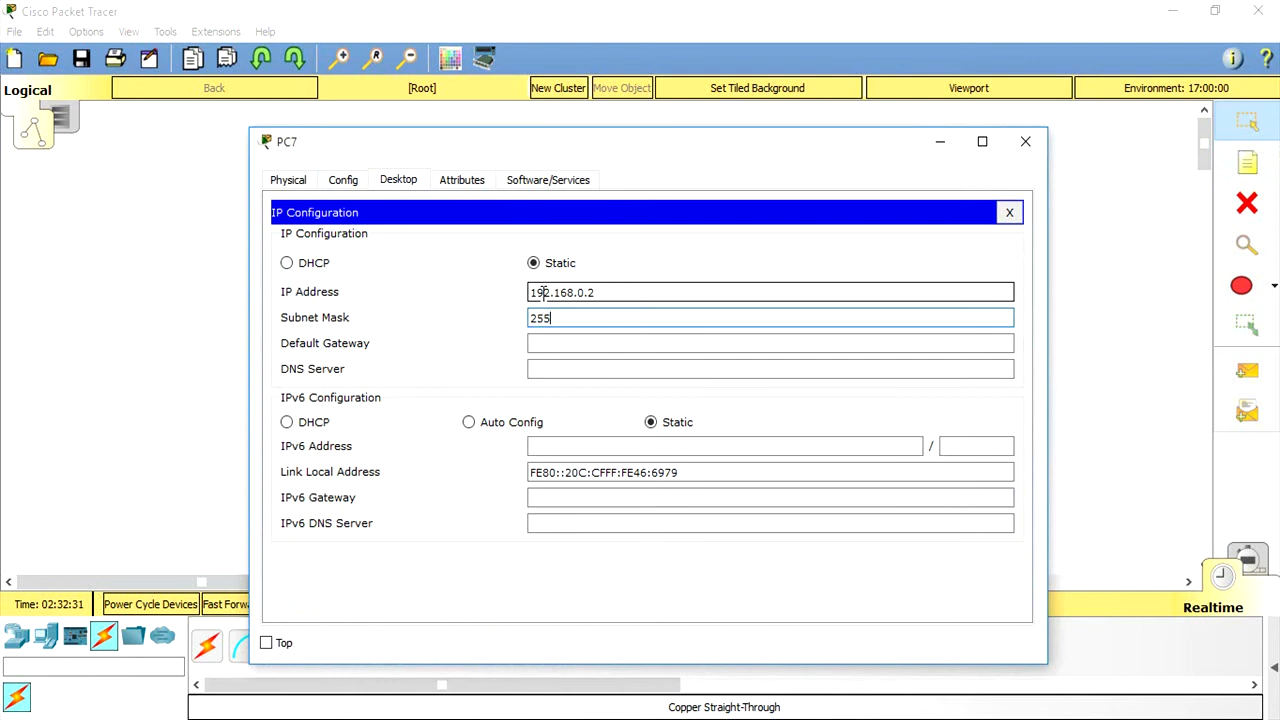 Cisco Packet Tracer
File Edit Options View Tools Extensions Help
Logical Back [Root] New Cluster Move Object Set Tiled Background Viewport Environment: 17:00:00
PC7
Physical Config Desktop Attributes Software/Services
IP Configuration X
IP Configuration
DHCP Static
IP Address 192.168.0.2
Subnet Mask 255
Default Gateway
DNS Server
IPv6 Configuration
DHCP Auto Config Static
IPv6 Address /
Link Local Address FE80::20C:CFFF:FE46:6979
IPv6 Gateway
IPv6 DNS Server
Time: 02:32:31 Power Cycle Devices Fast Forw
Realtime
Top
Copper Straight-Through